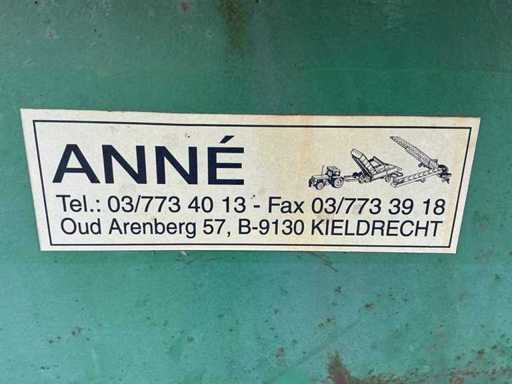 ANNÉ
Tel.: 03/773 40 13 - Fax 03/773 39 18
Oud Arenberg 57, B-9130 KIELDRECHT